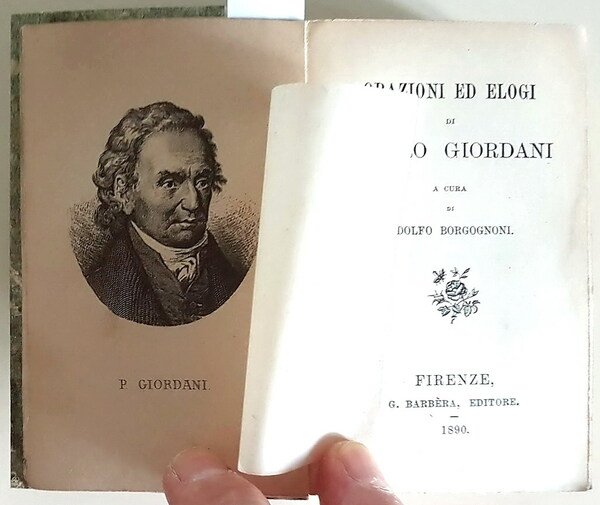 P. GIORDANI.
ORAZIONI ED ELOGI
DI
O GIORDANI
A CURA
DI
DOLFO BORGOGNONI.
FIRENZE,
G. BARBÈRA, EDITORE.
1890.